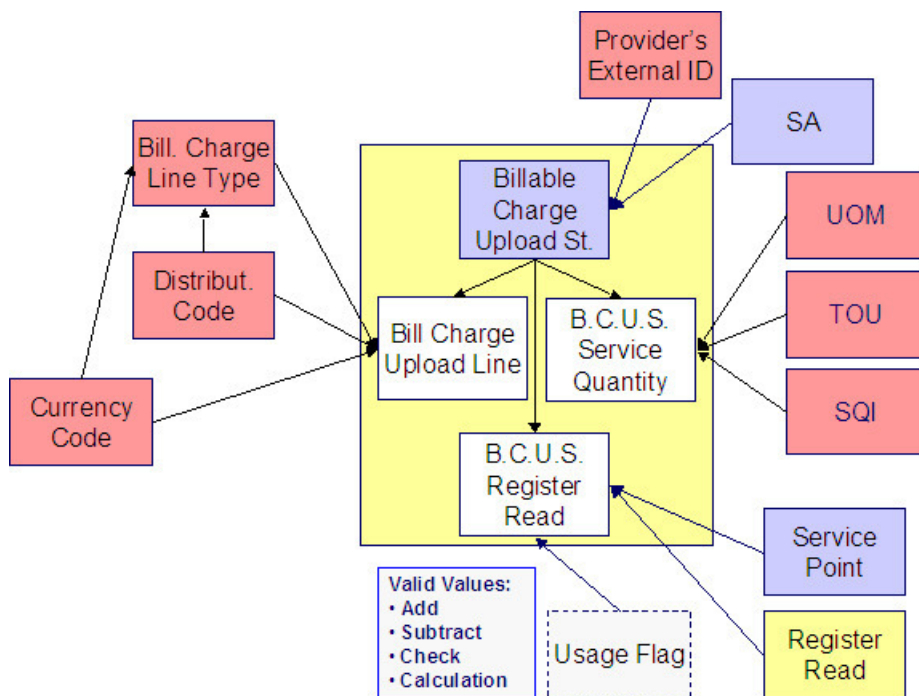 Provider's
External ID
SA
Bill. Charge
Line Type
Billable
Charge
Upload St.
UOM
Distribut.
Code
TOU
Bill Charge
Upload Line
B.C.U.S.
Service
Quantity
Currency
Code
SQI
B.C.U.S.
Register
Read
Service
Point
Valid Values:
• Add
• Subtract
• Check
• Calculation
Usage Flag
Register
Read